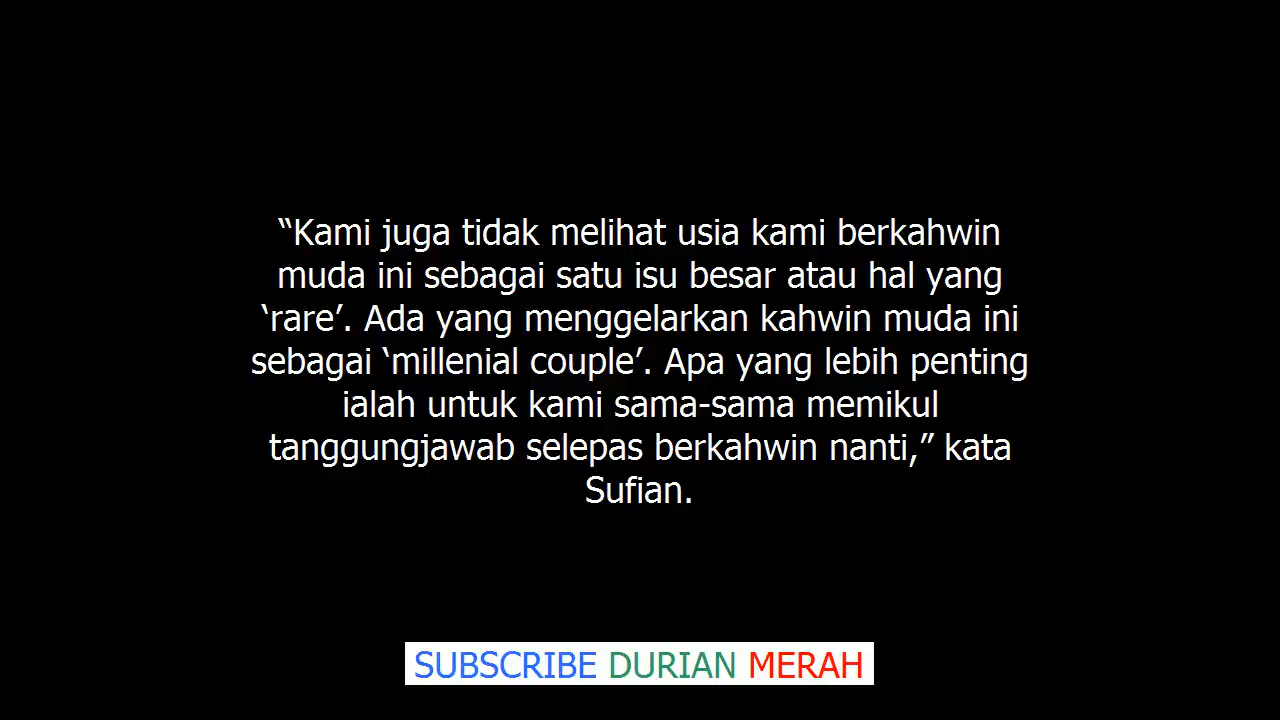 “Kami juga tidak melihat usia kami berkahwin
muda ini sebagai satu isu besar atau hal yang
‘rare’. Ada yang menggelarkan kahwin muda ini
sebagai ‘millenial couple’. Apa yang lebih penting
ialah untuk kami sama-sama memikul
tanggungjawab selepas berkahwin nanti,” kata
Sufian.
SUBSCRIBE DURIAN MERAH